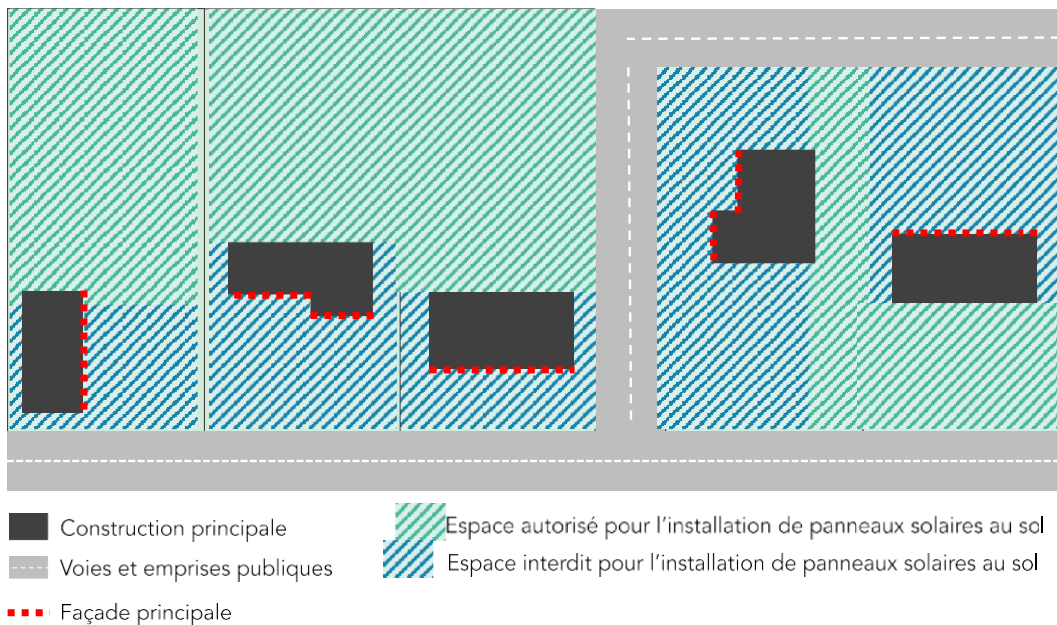 Construction principale
Voies et emprises publiques
Façade principale
Espace autorisé pour l'installation de panneaux solaires au sol
Espace interdit pour l'installation de panneaux solaires au sol